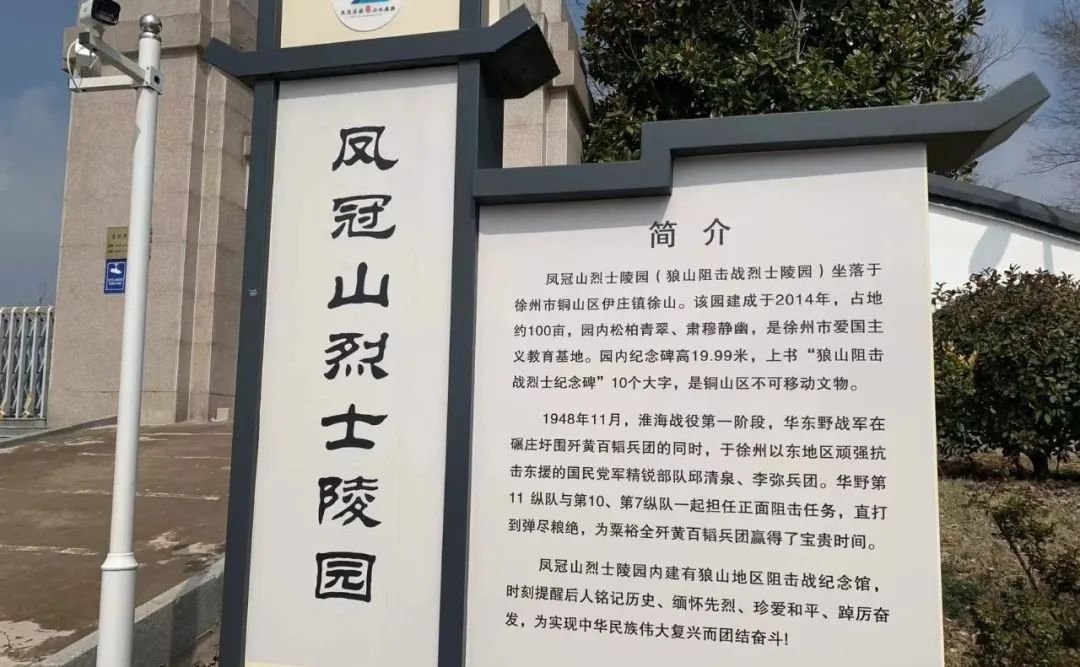 凤冠山烈士陵园
简介
凤冠山烈士陵园（狼山阻击战烈士陵园）坐落于
徐州市铜山区伊庄镇徐山。该园建成于2014年，占地
约100亩，园内松柏青翠、肃穆静幽，是徐州市爱国主
义教育基地。园内纪念碑高19.99米，上书“狼山阻击
战烈士纪念碑”10个大字，是铜山区不可移动文物。
1948年11月，淮海战役第一阶段，华东野战军在
碾庄圩围歼黄百韬兵团的同时，于徐州以东地区顽强抗
击东援的国民党军精锐部队邱清泉、李弥兵团。华野第
11 纵队与第10、第7纵队一起担任正面阻击任务，直打
到弹尽粮绝，为粟裕全歼黄百韬兵团赢得了宝贵时间。
凤冠山烈士陵园内建有狼山地区阻击战纪念馆，
时刻提醒后人铭记历史、缅怀先烈、珍爱和平、踔厉奋
发，为实现中华民族伟大复兴而团结奋斗！